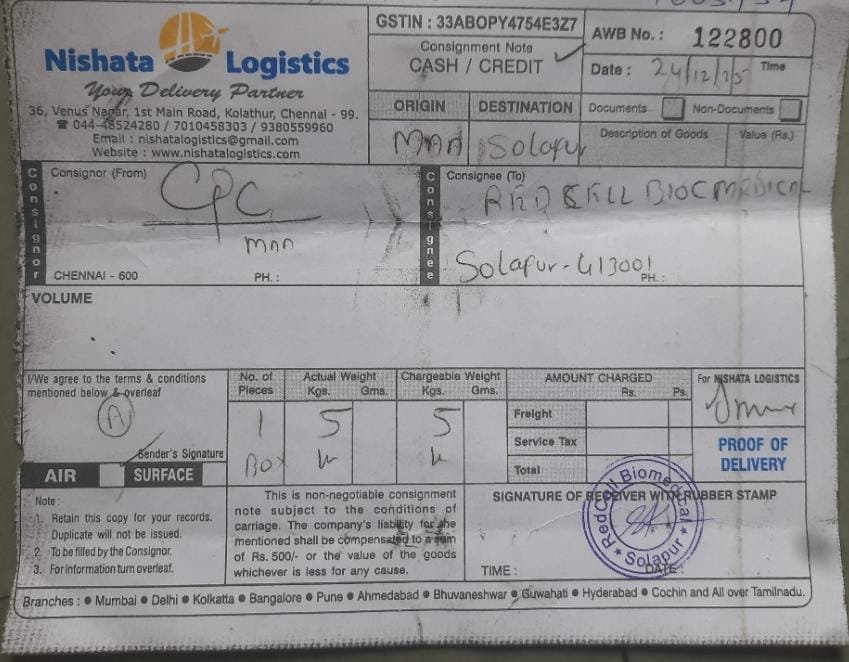 GSTIN : 33ABOPY4754E3Z7
Nishata Logistics
Your Delivery Partner
36, Venus Nagar, 1st Main Road, Kolathur, Chennai - 99.
☎ 044-48524280 / 7010458303 / 9380559960
Email : nishatalogistics@gmail.com
Website : www.nishatalogistics.com
Consignment Note
CASH / CREDIT ✓
AWB No. : 122800
Date : 24/12/25 Time
ORIGIN DESTINATION
MAA Solapur
Documents Non-Documents
Description of Goods Value (Rs.)
Consignor
Consignor (From)
CPC
MAA
CHENNAI - 600 PH. :
Consignee
Consignee (To)
RED CELL BIOCMEDICAL
Solapur - 413001
PH. :
VOLUME
I/We agree to the terms & conditions
mentioned below & overleaf
A
Sender's Signature
AIR SURFACE
No. of Pieces
1
Box
Actual Weight
Kgs. Gms.
5
Chargeable Weight
Kgs. Gms.
5
AMOUNT CHARGED
Rs. Ps.
Freight
Service Tax
Total
For NISHATA LOGISTICS
PROOF OF
DELIVERY
Note :
1. Retain this copy for your records.
Duplicate will not be issued.
2. To be filled by the Consignor.
3. For information turn overleaf.
This is non-negotiable consignment
note subject to the conditions of
carriage. The company's liability for the
mentioned shall be compensated to a sum
of Rs. 500/- or the value of the goods
whichever is less for any cause.
SIGNATURE OF RECEIVER WITH RUBBER STAMP
RedCell Biomedical
★ Solapur ★
TIME : DATE :
Branches : ● Mumbai ● Delhi ● Kolkatta ● Bangalore ● Pune ● Ahmedabad ● Bhuvaneshwar ● Guwahati ● Hyderabad ● Cochin and All over Tamilnadu.